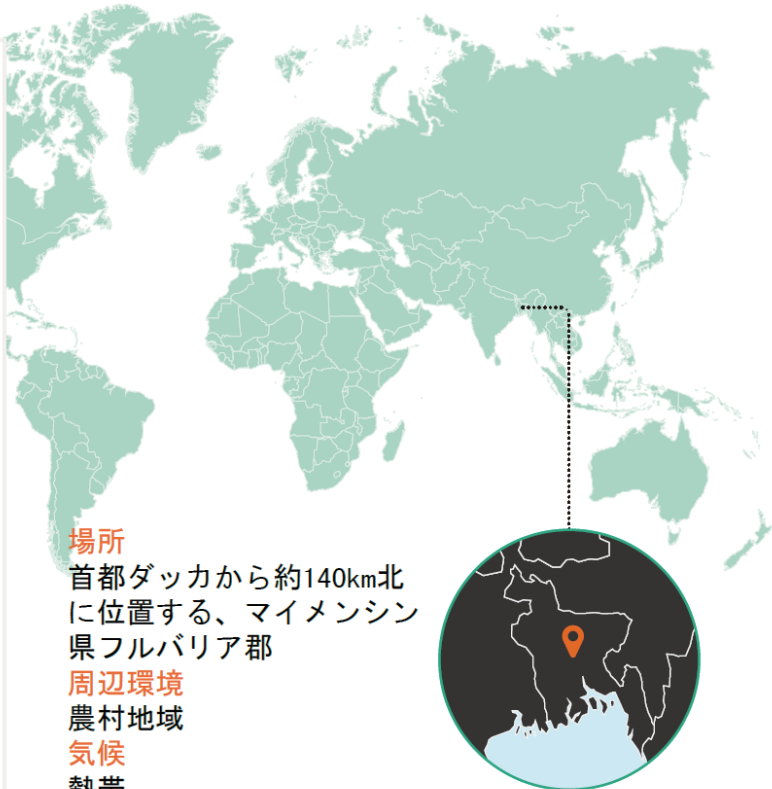 場所
首都ダッカから約140km北
に位置する、マイメンシン
県フルバリア郡
周辺環境
農村地域
気候
熱帯